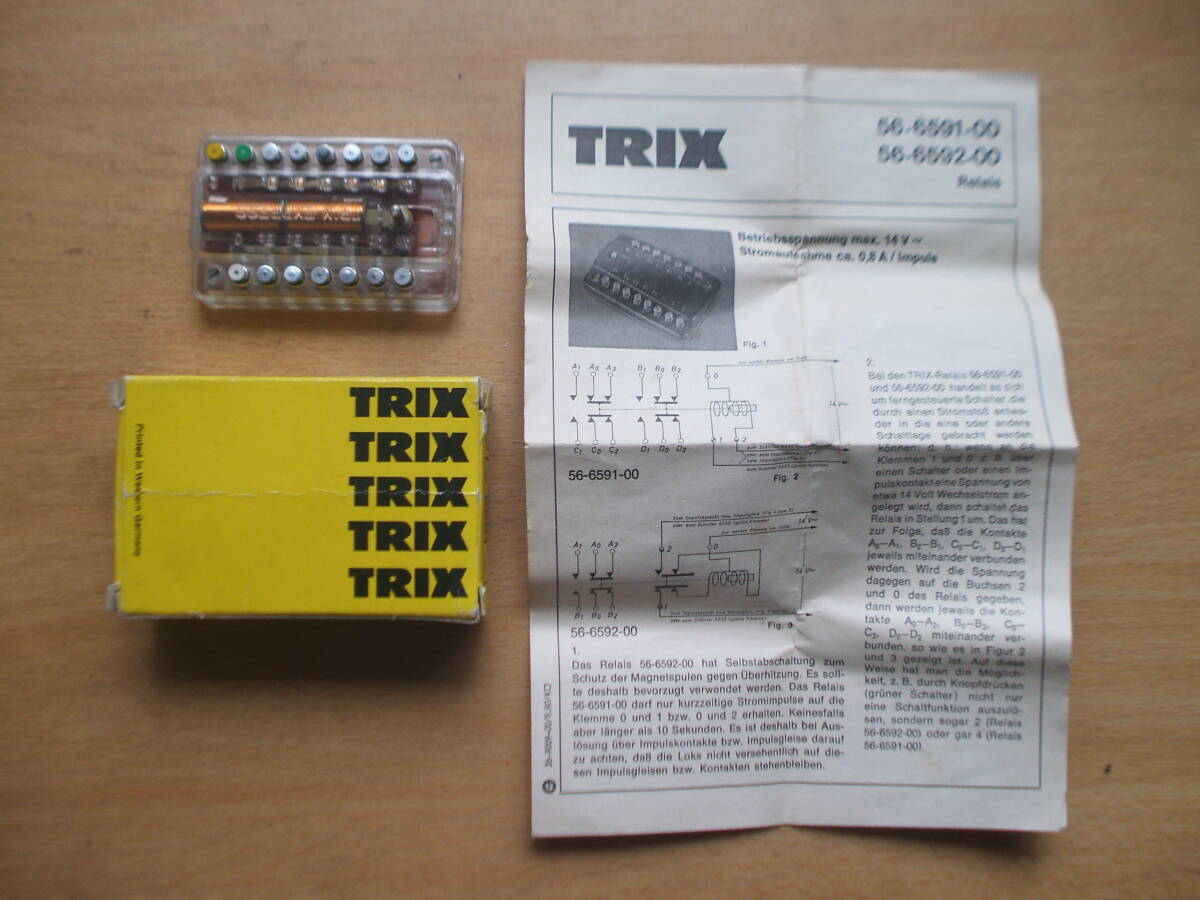 TRIX EXPRESS
TRIX
TRIX
TRIX
TRIX
TRIX
Printed in Western Germany
TRIX
56-6591-00
56-6592-00
Relais
Betriebsspannung max. 14 V ~
Stromaufnahme ca. 0,8 A / Impuls
Fig. 1
A1 A0 A2 B1 B0 B2
0
14 V~
1 2
C1 C0 C2 D1 D0 D2
56-6591-00
Fig. 2
14 V~
A1 A0 A2
2
0
14 V~
B1 B0 B2
1
56-6592-00
Fig. 3
1.
Das Relais 56-6592-00 hat Selbstabschaltung zum
Schutz der Magnetspulen gegen Überhitzung. Es soll-
te deshalb bevorzugt verwendet werden. Das Relais
56-6591-00 darf nur kurzzeitige Stromimpulse auf die
Klemme 0 und 1 bzw. 0 und 2 erhalten. Keinesfalls
aber länger als 10 Sekunden. Es ist deshalb bei Aus-
lösung über Impulskontakte bzw. Impulsgleise darauf
zu achten, daß die Loks nicht versehentlich auf die-
sen Impulsgleisen bzw. Kontakten stehenbleiben.
2.
Bei den TRIX-Relais 56-6591-00
und 56-6592-00 handelt es sich
um ferngesteuerte Schalter, die
durch einen Stromstoß entwe-
der in die eine oder andere
Schaltlage gebracht werden
können; d. h.: wenn an die
Klemmen 1 und 0 z. B. über
einen Schalter oder einen Im-
pulskontakt eine Spannung von
etwa 14 Volt Wechselstrom an-
gelegt wird, dann schaltet das
Relais in Stellung 1 um. Das hat
zur Folge, daß die Kontakte
A0–A1, B0–B1, C0–C1, D0–D1
jeweils miteinander verbunden
werden. Wird die Spannung
dagegen auf die Buchsen 2
und 0 des Relais gegeben,
dann werden jeweils die Kon-
takte A0–A2, B0–B2, C0–
C2, D0–D2 miteinander ver-
bunden, so wie es in Figur 2
und 3 gezeigt ist. Auf diese
Weise hat man die Möglich-
keit, z. B. durch Knopfdrücken
(grüner Schalter) nicht nur
eine Schaltfunktion auszulö-
sen, sondern sogar 2 (Relais
56-6592-00) oder gar 4 (Relais
56-6591-00).